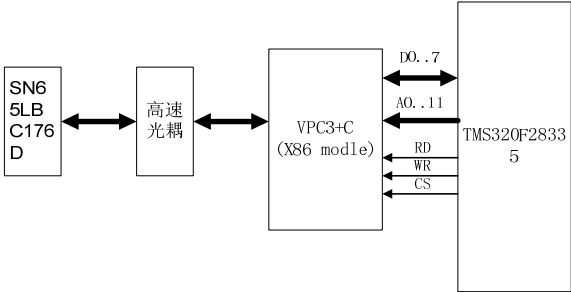 SN6
5LB
C176
D
高速
光耦
VPC3+C
(X86 modle)
D0..7
A0..11
RD
WR
CS
TMS320F2833
5